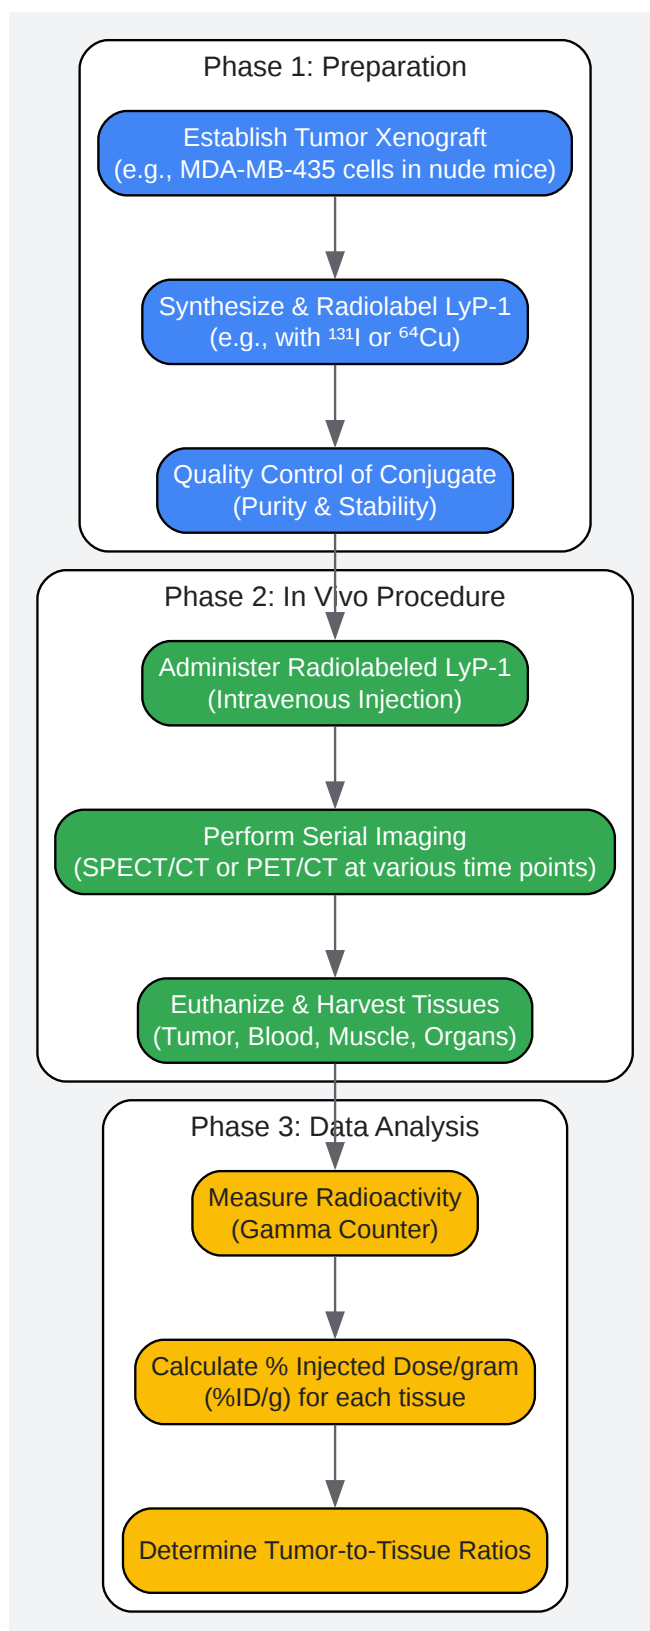 Phase 1: Preparation
Establish Tumor Xenograft
(e.g., MDA-MB-435 cells in nude mice)
Synthesize & Radiolabel LyP-1
(e.g., with ¹³¹I or ⁶⁴Cu)
Quality Control of Conjugate
(Purity & Stability)
Phase 2: In Vivo Procedure
Administer Radiolabeled LyP-1
(Intravenous Injection)
Perform Serial Imaging
(SPECT/CT or PET/CT at various time points)
Euthanize & Harvest Tissues
(Tumor, Blood, Muscle, Organs)
Phase 3: Data Analysis
Measure Radioactivity
(Gamma Counter)
Calculate % Injected Dose/gram
(%ID/g) for each tissue
Determine Tumor-to-Tissue Ratios